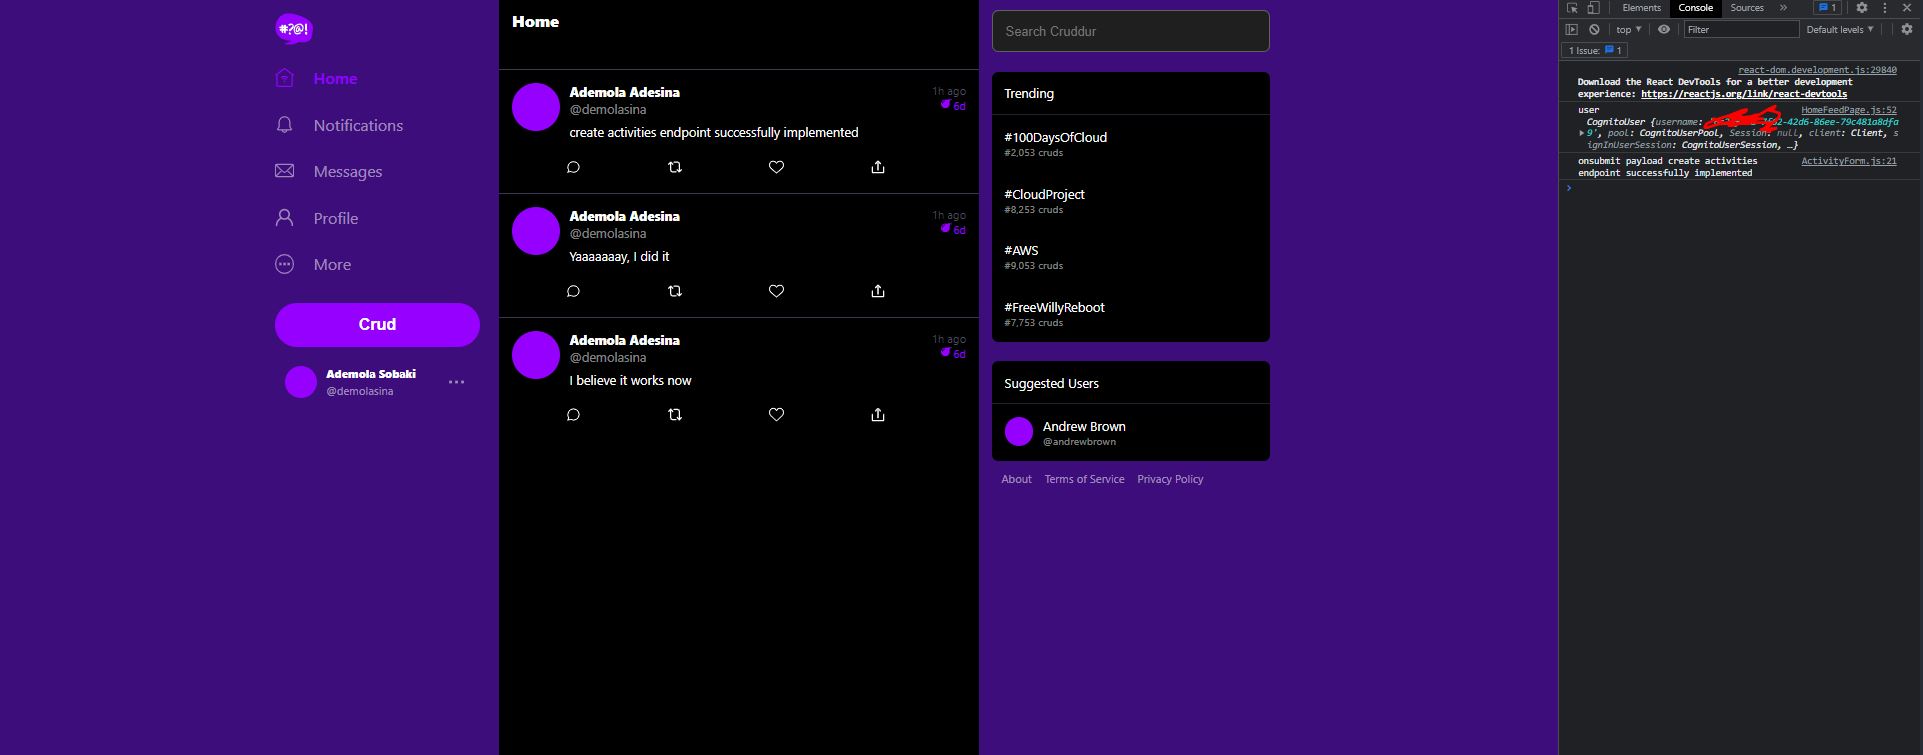 #?@!
Home
Notifications
Messages
Profile
More
Crud
Ademola Sobaki
@demolasina
Home
Ademola Adesina
1h ago
@demolasina
6d
create activities endpoint successfully implemented
Ademola Adesina
1h ago
@demolasina
6d
Yaaaaaaay, I did it
Ademola Adesina
1h ago
@demolasina
6d
I believe it works now
Search Cruddur
Trending
#100DaysOfCloud
#2,053 cruds
#CloudProject
#8,253 cruds
#AWS
#9,053 cruds
#FreeWillyReboot
#7,753 cruds
Suggested Users
Andrew Brown
@andrewbrown
About Terms of Service Privacy Policy
Elements Console Sources » 1
top ▼ Filter Default levels ▼
1 Issue: 1
react-dom.development.js:29840
Download the React DevTools for a better development
experience: https://reactjs.org/link/react-devtools
user HomeFeedPage.js:52
CognitoUser {username: -42d6-86ee-79c481a8dfa
9', pool: CognitoUserPool, Session: null, client: Client, s
ignInUserSession: CognitoUserSession, …}
onsubmit payload create activities ActivityForm.js:21
endpoint successfully implemented